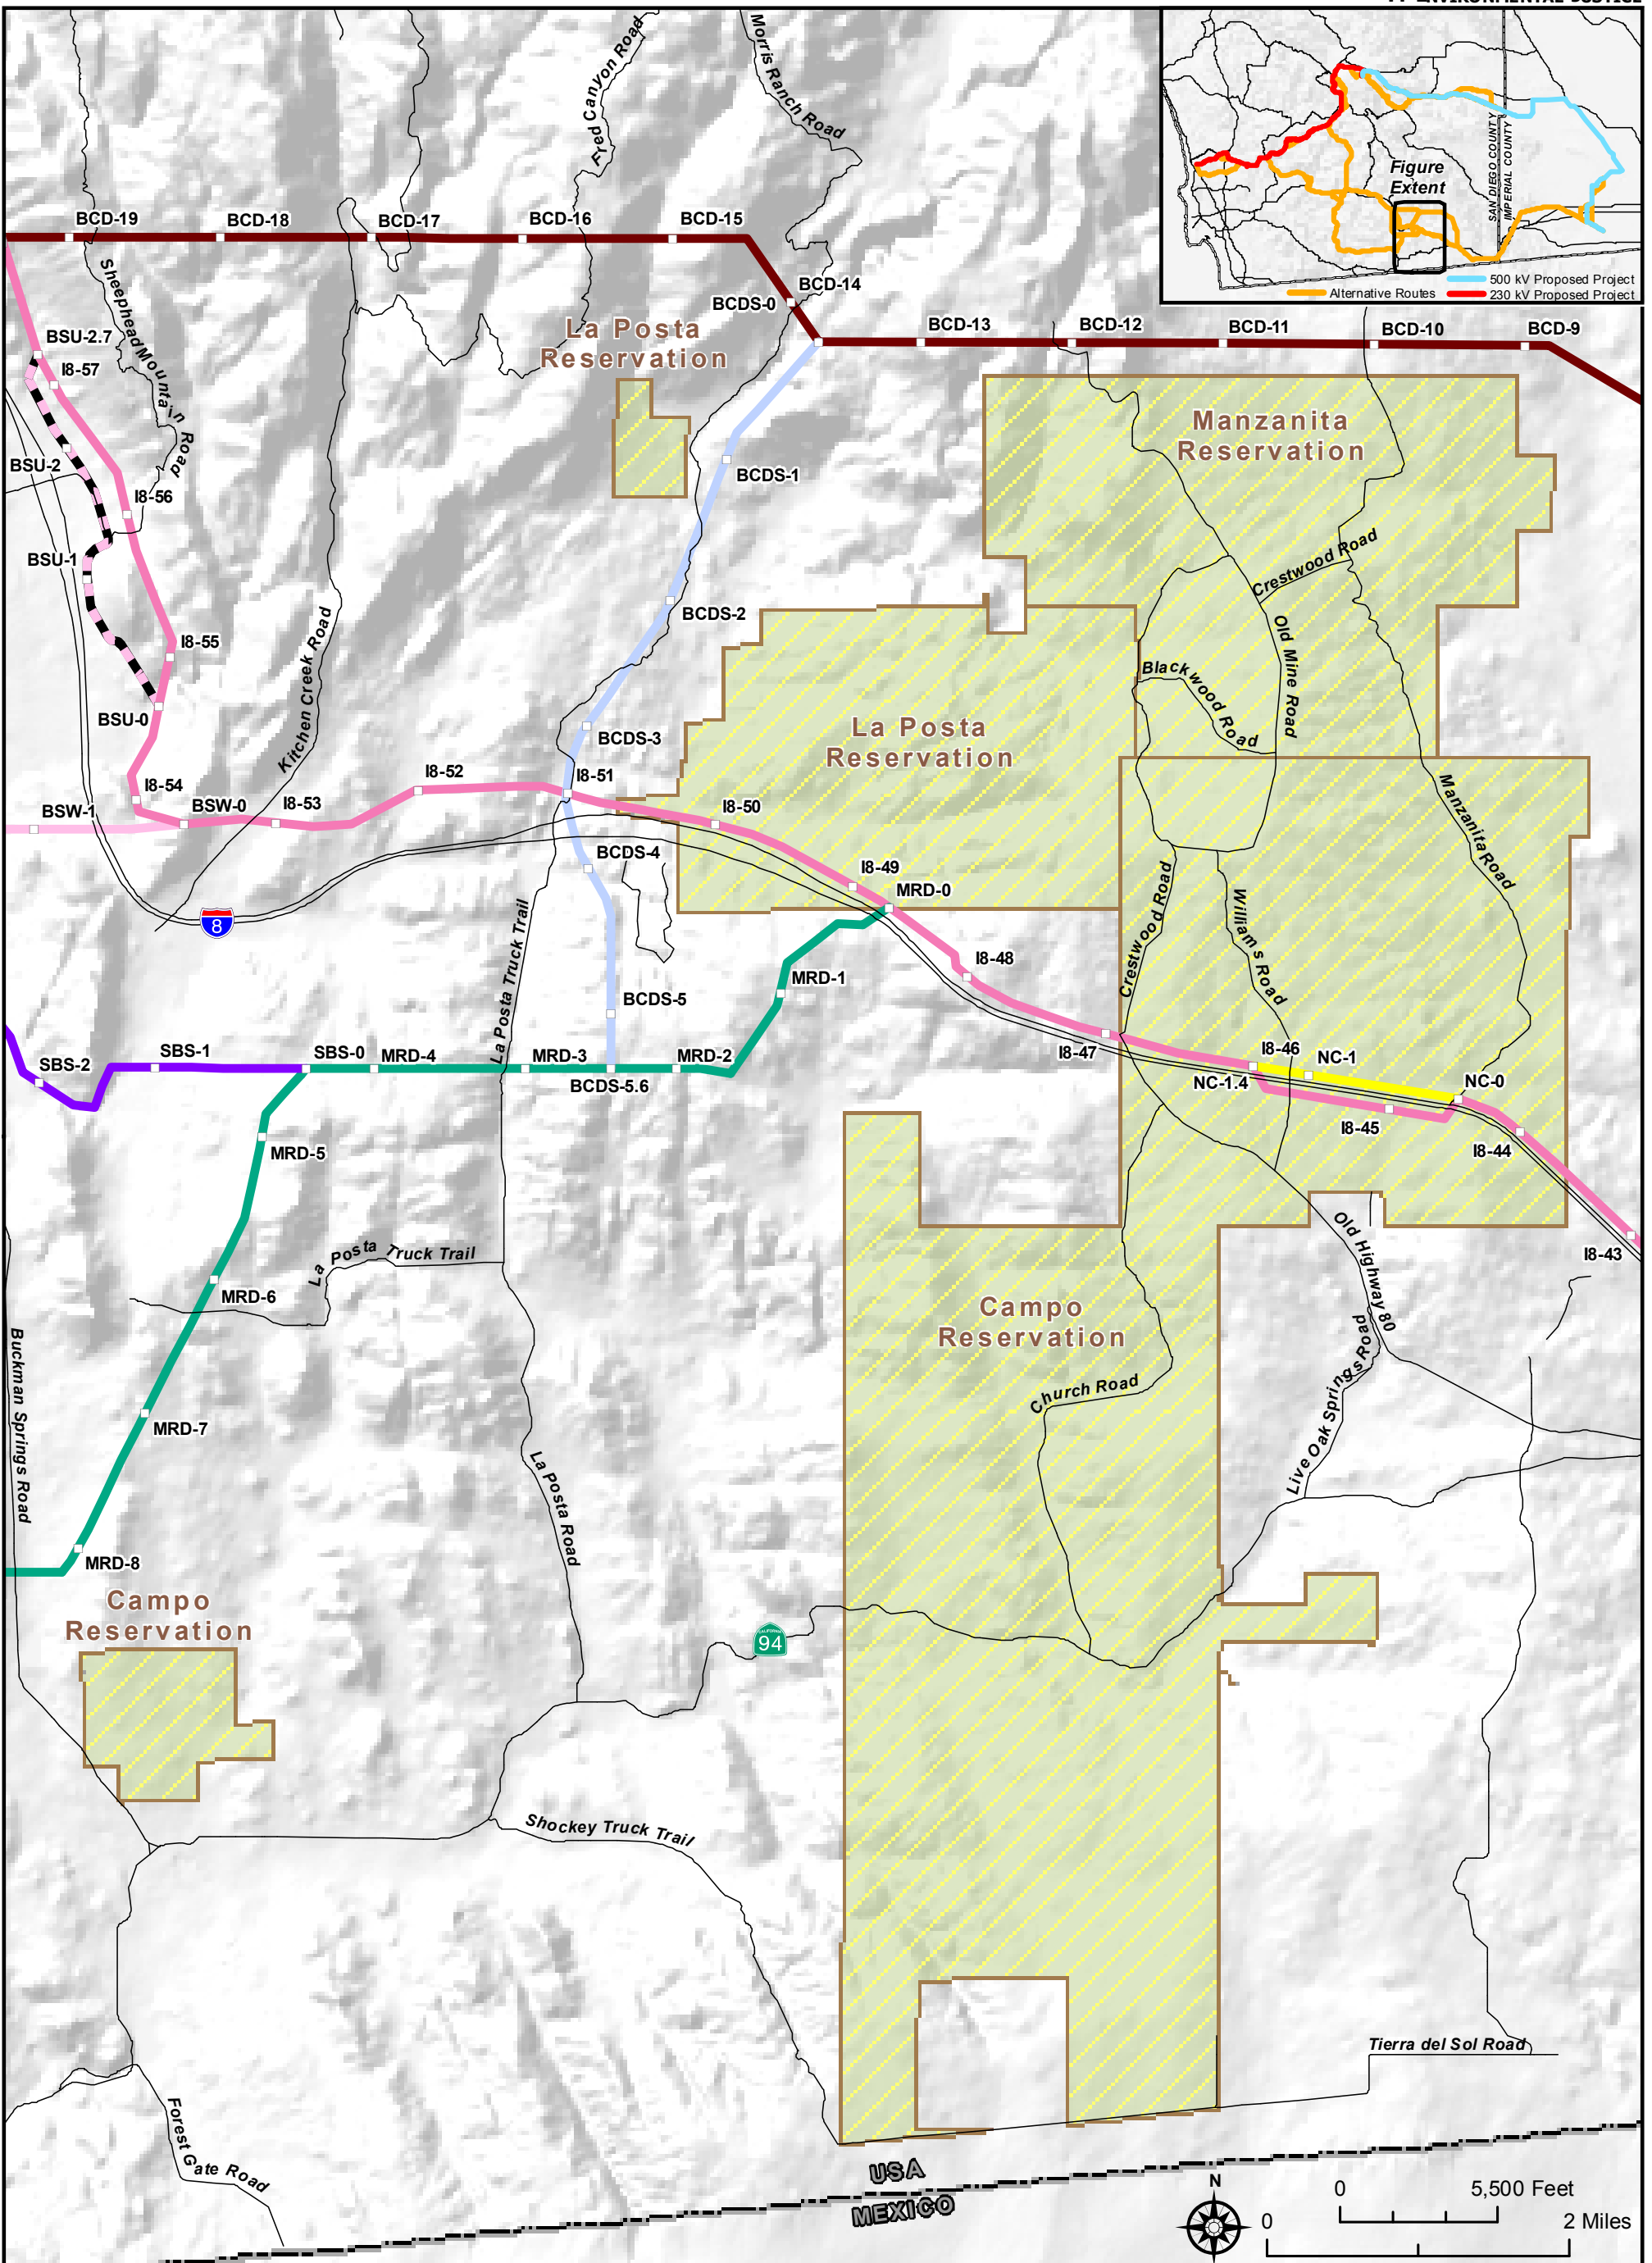 Fred Canyon Road
Morris Ranch Road
Figure
Extent
SAN DIEGO COUNTY
IMPERIAL COUNTY
500 kV Proposed Project
Alternative Routes
230 kV Proposed Project
BCD-19
BCD-18
BCD-17
BCD-16
BCD-15
BCD-14
BCDS-0
BCD-13
BCD-12
BCD-11
BCD-10
BCD-9
Sheephead Mountain Road
BSU-2.7
I8-57
La Posta
Reservation
Manzanita
Reservation
BSU-2
BCDS-1
I8-56
BSU-1
Crestwood Road
BCDS-2
I8-55
Kitchen Creek Road
Old Mine Road
Blackwood Road
BSU-0
BCDS-3
La Posta
Reservation
I8-54
I8-52
I8-51
BSW-1
BSW-0
I8-53
I8-50
Manzanita Road
BCDS-4
I8-49
MRD-0
8
Crestwood Road
Williams Road
La Posta Truck Trail
I8-48
MRD-1
BCDS-5
I8-47
I8-46
NC-1
SBS-2
SBS-1
SBS-0
MRD-4
MRD-3
MRD-2
BCDS-5.6
NC-1.4
NC-0
I8-45
I8-44
MRD-5
I8-43
La Posta Truck Trail
MRD-6
Old Highway 80
Campo
Reservation
Buckman Springs Road
Church Road
Live Oak Springs Road
MRD-7
La Posta Road
MRD-8
Campo
Reservation
CALIFORNIA
94
Shockey Truck Trail
Tierra del Sol Road
Forest Gate Road
USA
MEXICO
N
0 5,500 Feet
0 2 Miles